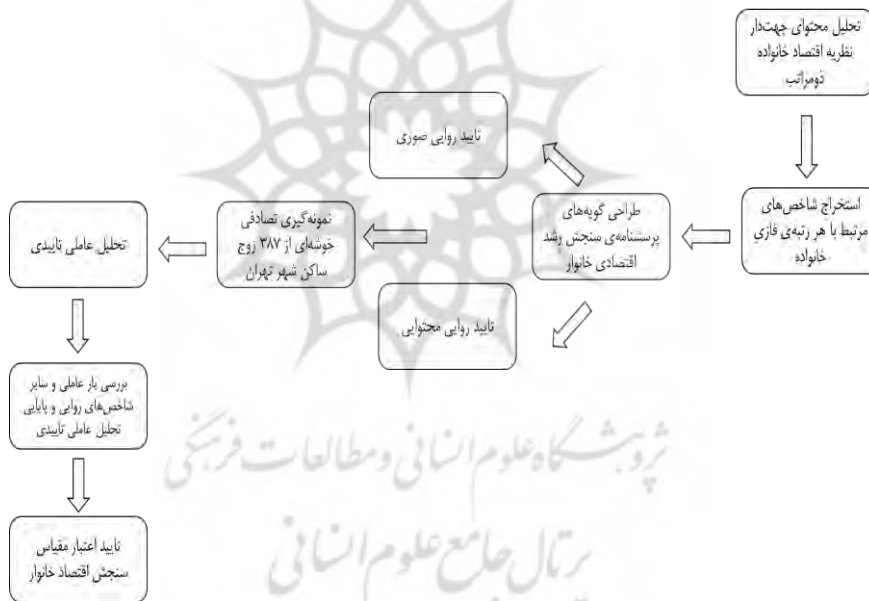 تحلیل محتوای جهت‌دار
نظریه اقتصاد خانواده
ذومراتب
استخراج شاخص‌های
مرتبط با هر رتبه‌ی فازی
خانواده
طراحی گویه‌های
پرسشنامه‌ی سنجش رشد
اقتصادی خانوار
تایید روایی صوری
تایید روایی محتوایی
نمونه‌گیری تصادفی
خوشه‌ای از ۳۸۷ زوج
ساکن شهر تهران
تحلیل عاملی تاییدی
بررسی بار عاملی و سایر
شاخص‌های روایی و پایایی
تحلیل عاملی تاییدی
تایید اعتبار مقیاس
سنجش اقتصاد خانوار
پژوهشگاه علوم انسانی و مطالعات فرهنگی
پرتال جامع علوم انسانی